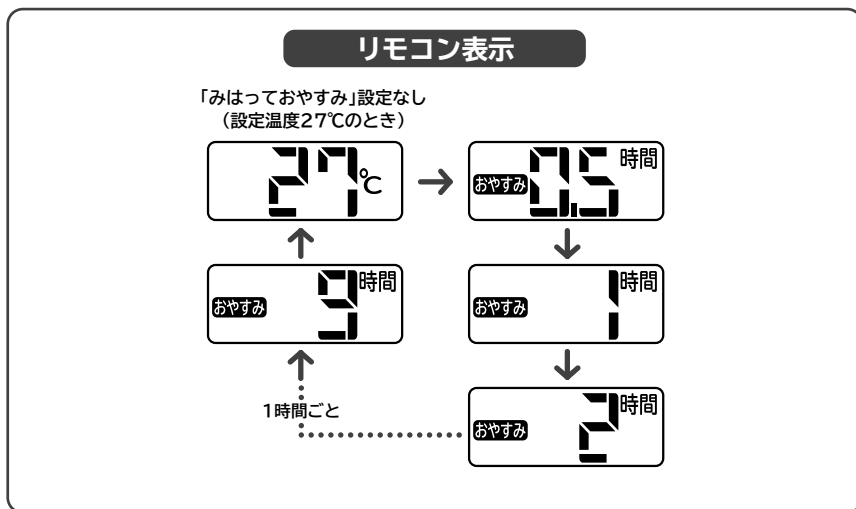 リモコン表示
「みはっておやすみ」設定なし
(設定温度27℃のとき)
27℃
おやすみ 0.5 時間
おやすみ 9 時間
おやすみ 1 時間
1時間ごと
おやすみ 2 時間